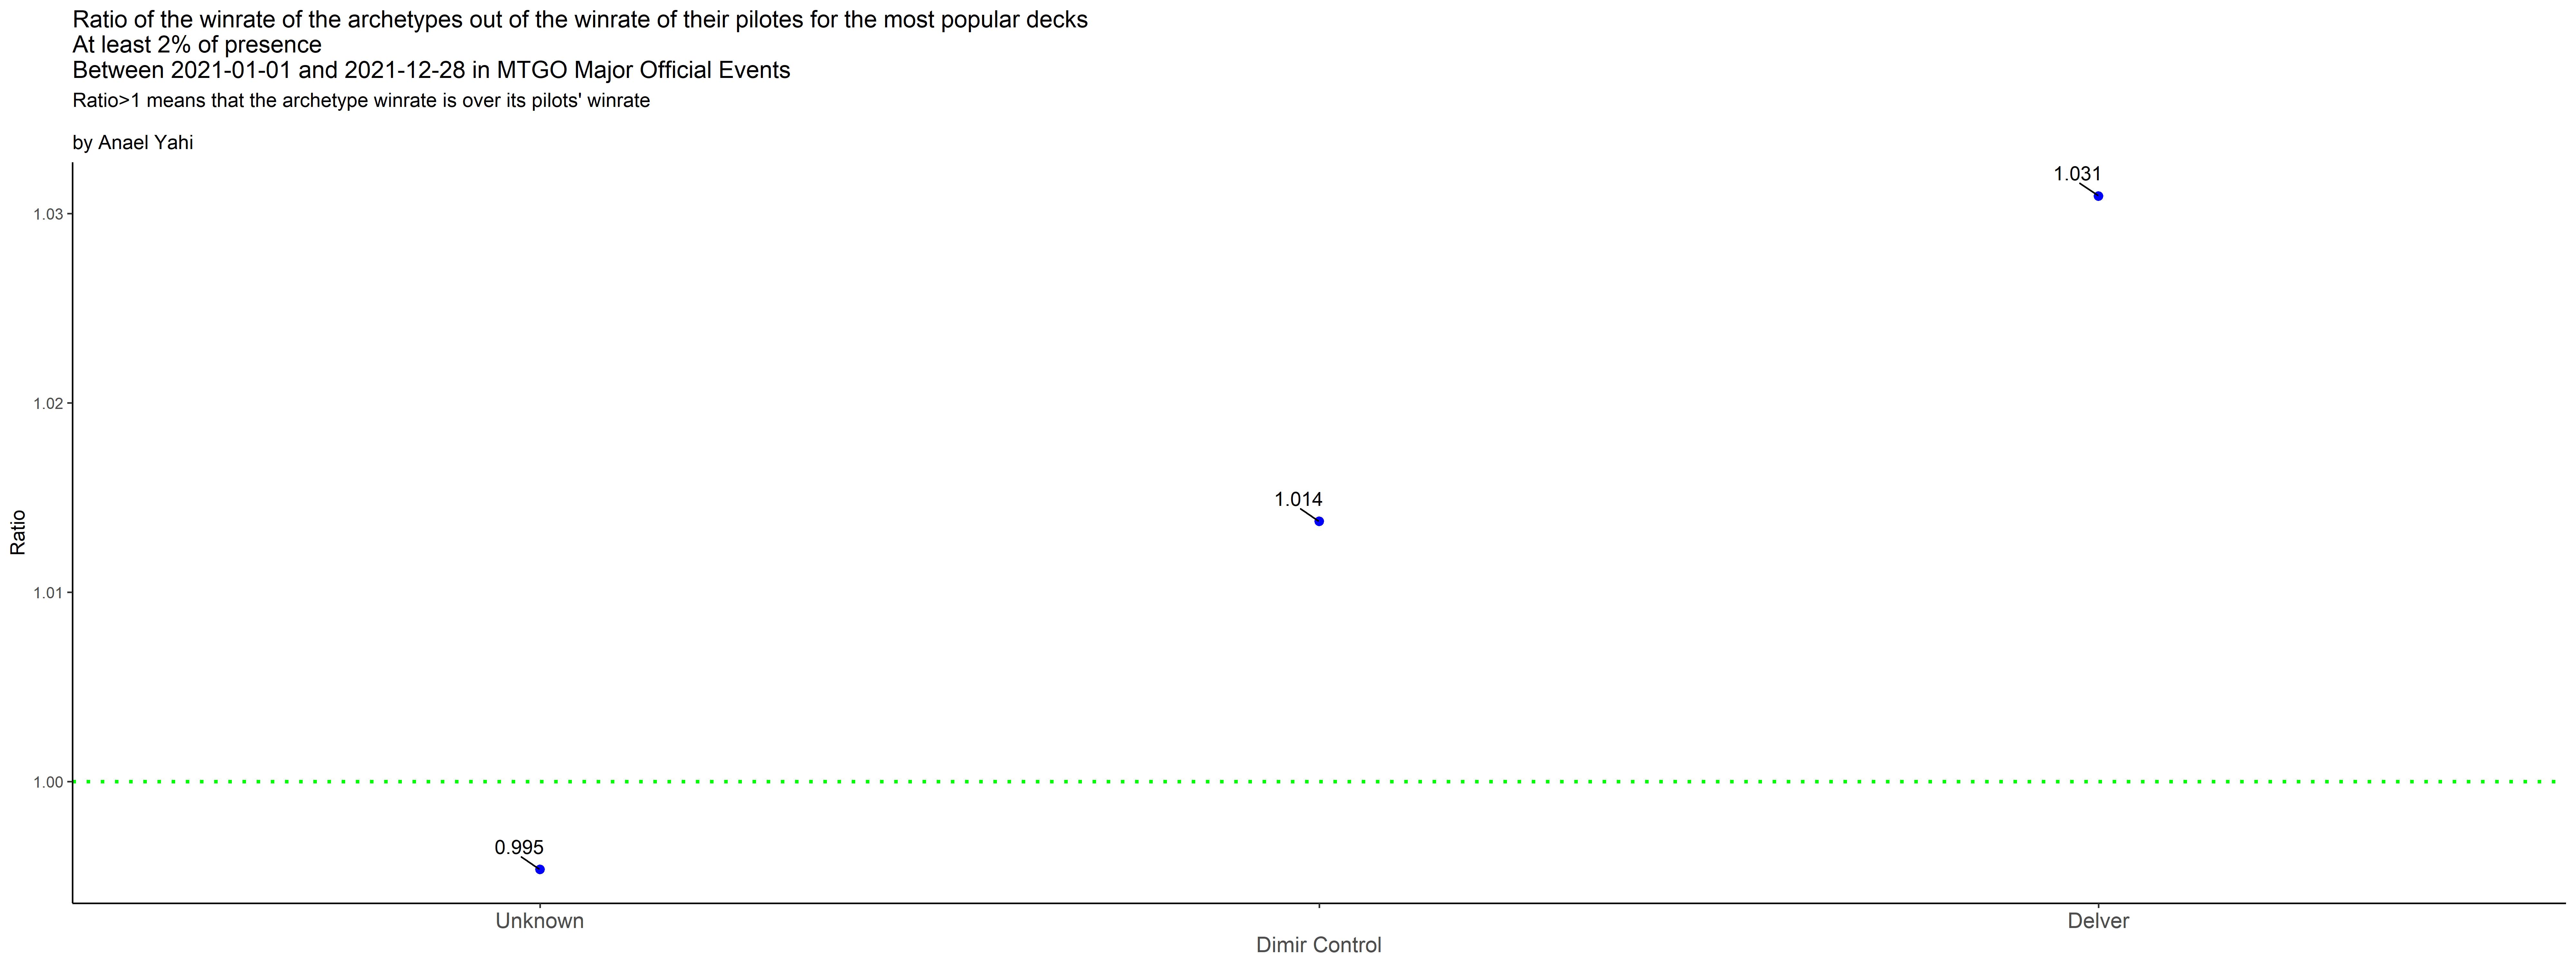 Ratio of the winrate of the archetypes out of the winrate of their pilotes for the most popular decks
At least 2% of presence
Between 2021-01-01 and 2021-12-28 in MTGO Major Official Events
Ratio>1 means that the archetype winrate is over its pilots' winrate
by Anael Yahi
1.031
1.03
1.02
1.014
Ratio
1.01
1.00
0.995
Unknown
Delver
Dimir Control